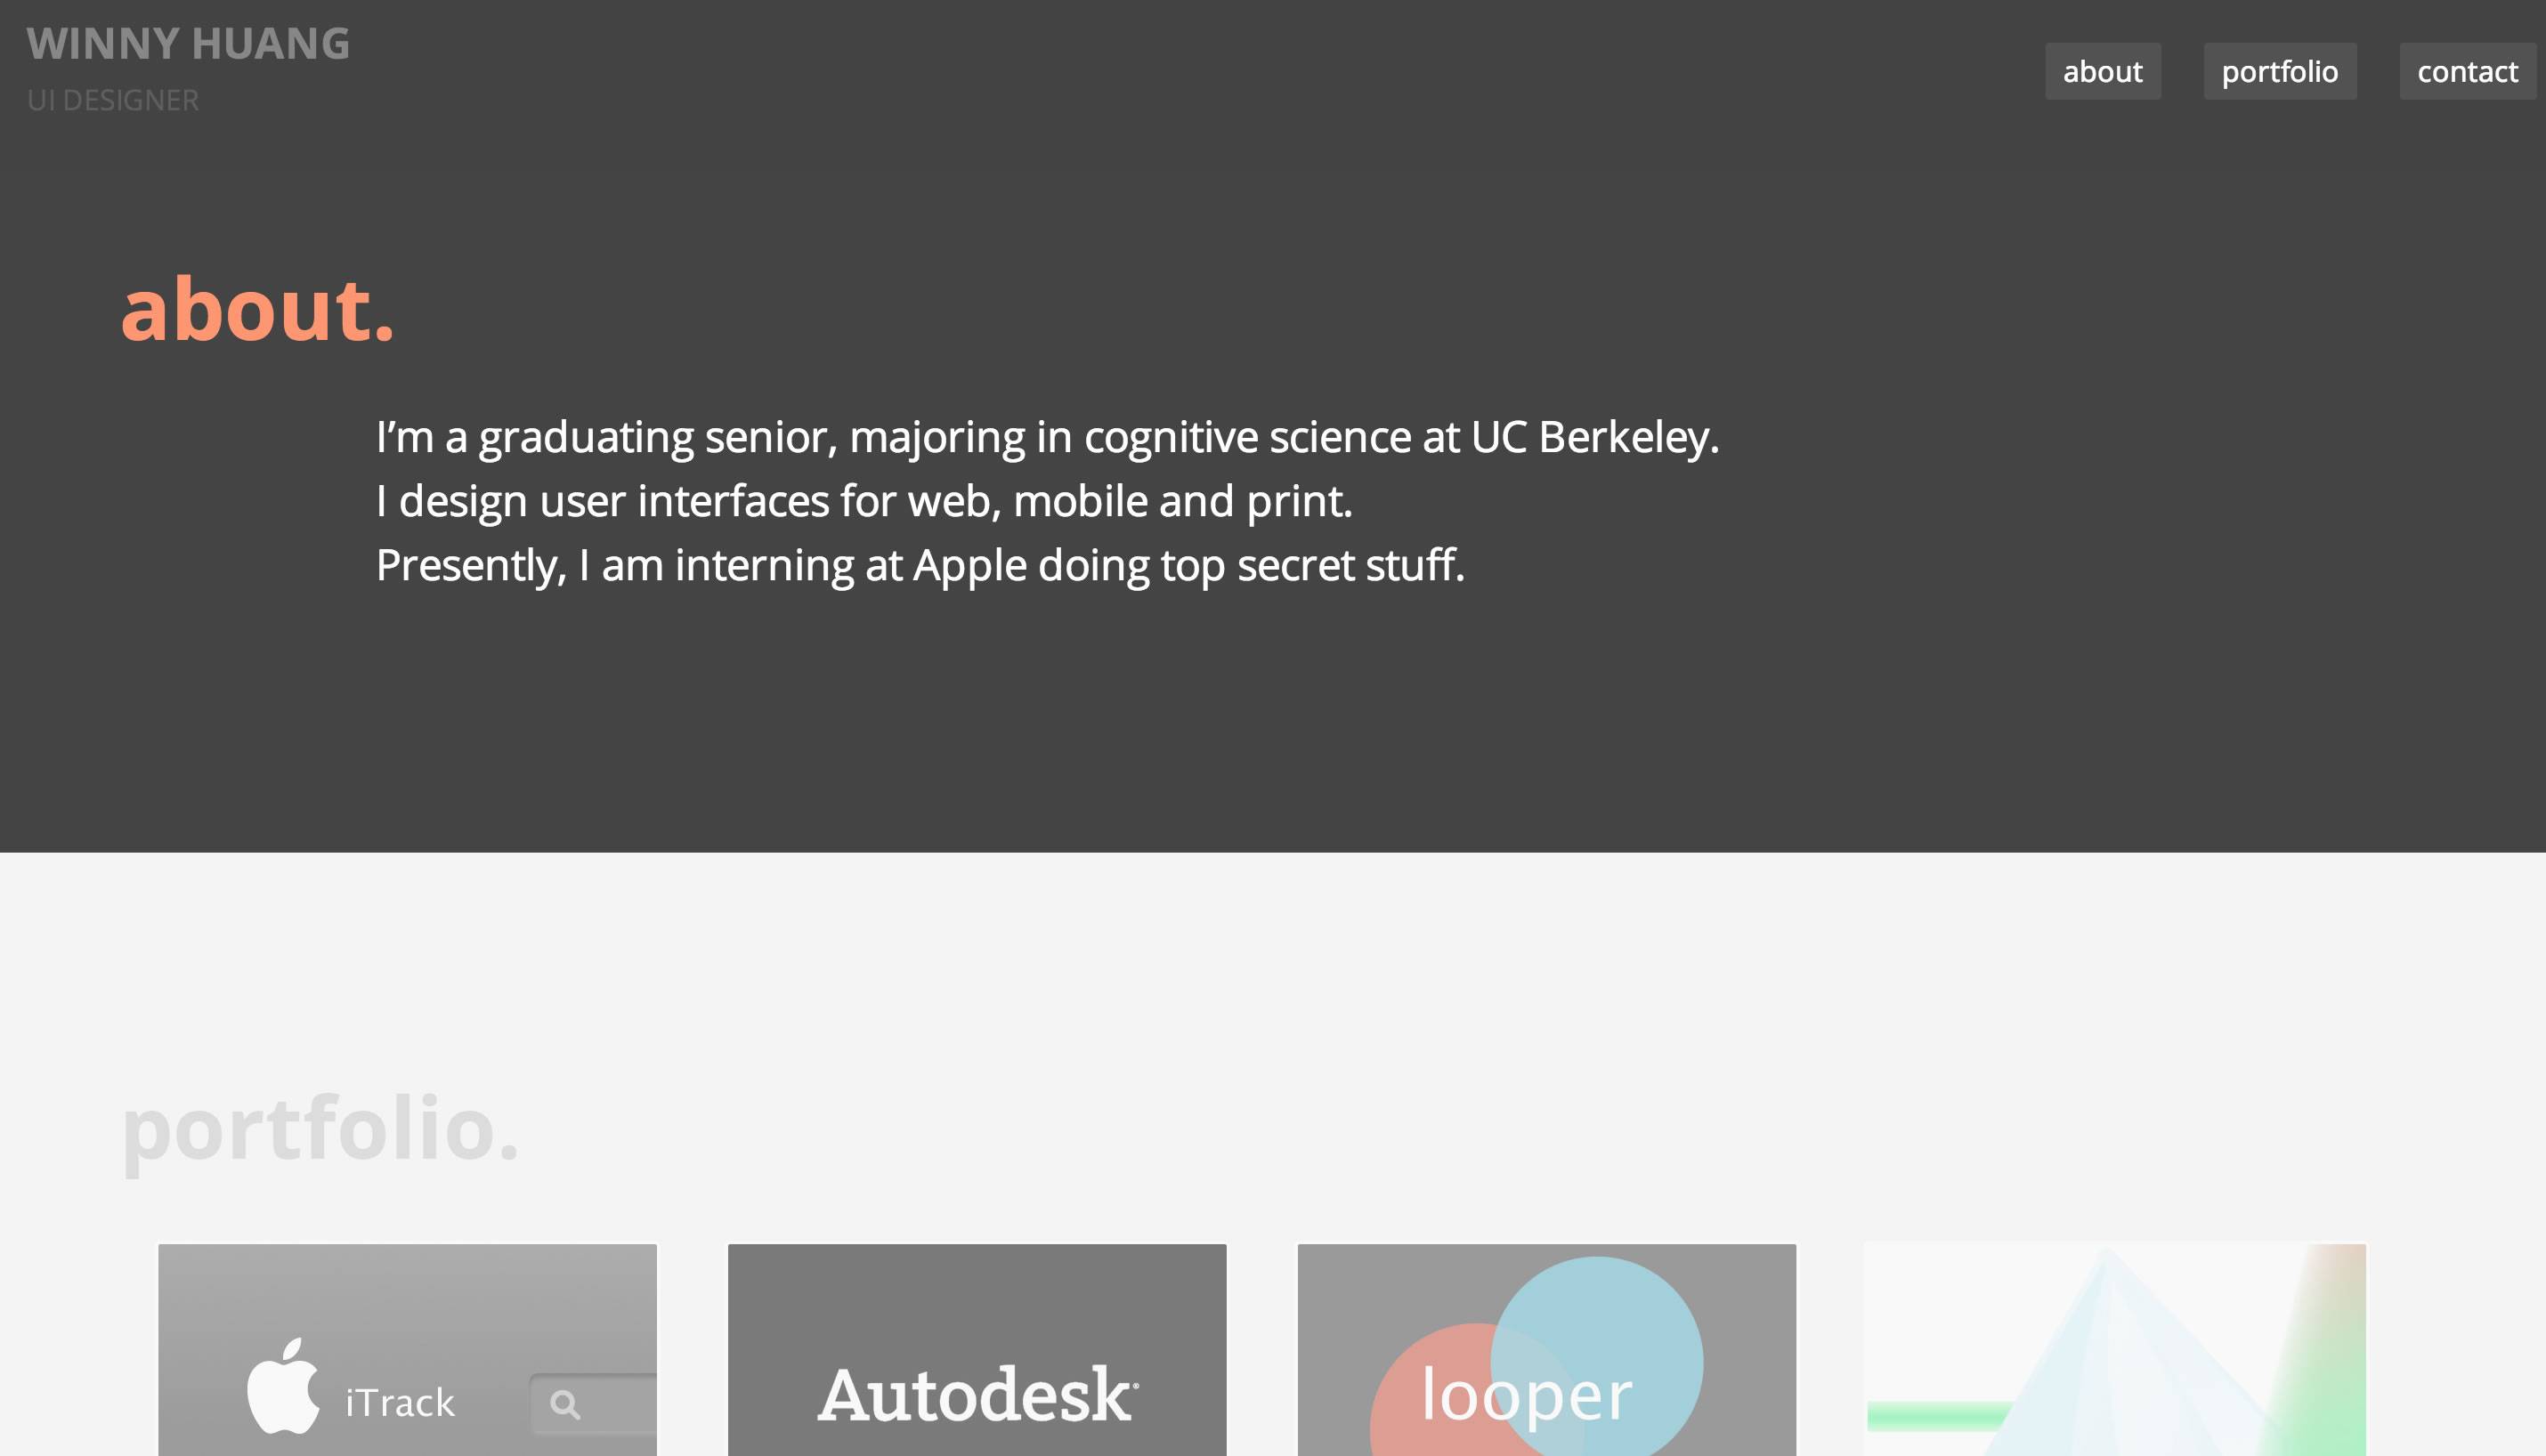 WINNY HUANG
UI DESIGNER
about
portfolio
contact
about.
I’m a graduating senior, majoring in cognitive science at UC Berkeley.
I design user interfaces for web, mobile and print.
Presently, I am interning at Apple doing top secret stuff.
portfolio.
iTrack
Autodesk®
looper